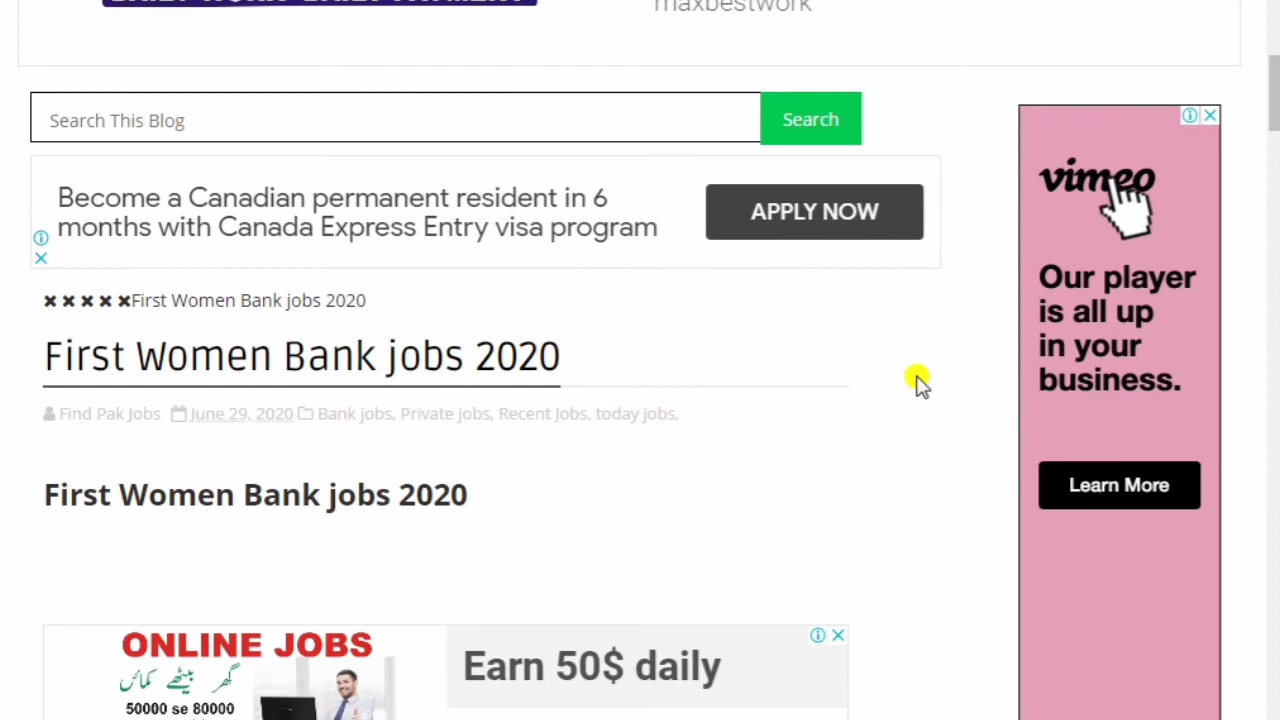 maxbestwork
Search This Blog
Search
Become a Canadian permanent resident in 6
months with Canada Express Entry visa program
APPLY NOW
First Women Bank jobs 2020
First Women Bank jobs 2020
Find Pak Jobs June 29, 2020 Bank jobs, Private jobs, Recent Jobs, today jobs,
First Women Bank jobs 2020
ONLINE JOBS
گھر بیٹھے کمائں
50000 se 80000
Earn 50$ daily
vimeo
Our player
is all up
in your
business.
Learn More